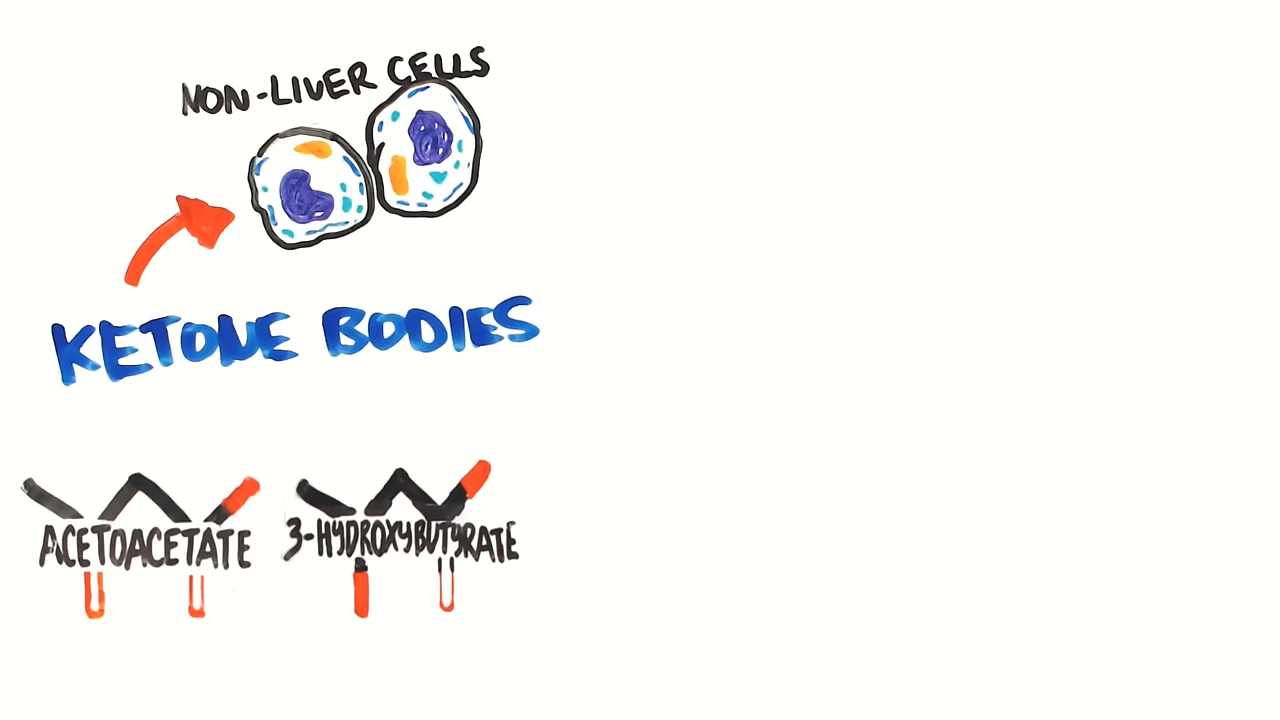 NON-LIVER CELLS
KETONE BODIES
ACETOACETATE
3-HYDROXYBUTYRATE